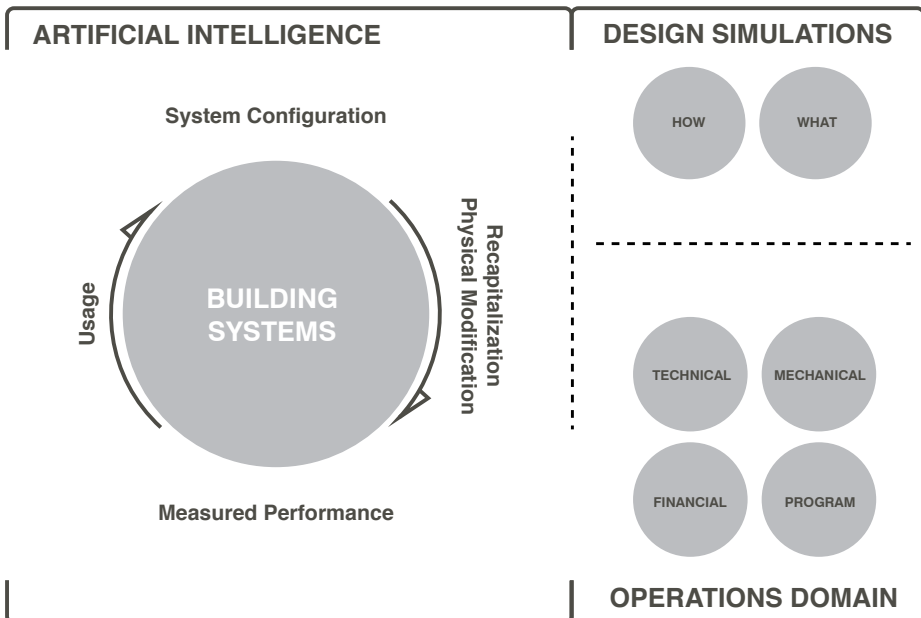 ARTIFICIAL INTELLIGENCE
System Configuration
Usage
BUILDING
SYSTEMS
Recapitalization
Physical Modification
Measured Performance
DESIGN SIMULATIONS
HOW
WHAT
TECHNICAL
MECHANICAL
FINANCIAL
PROGRAM
OPERATIONS DOMAIN